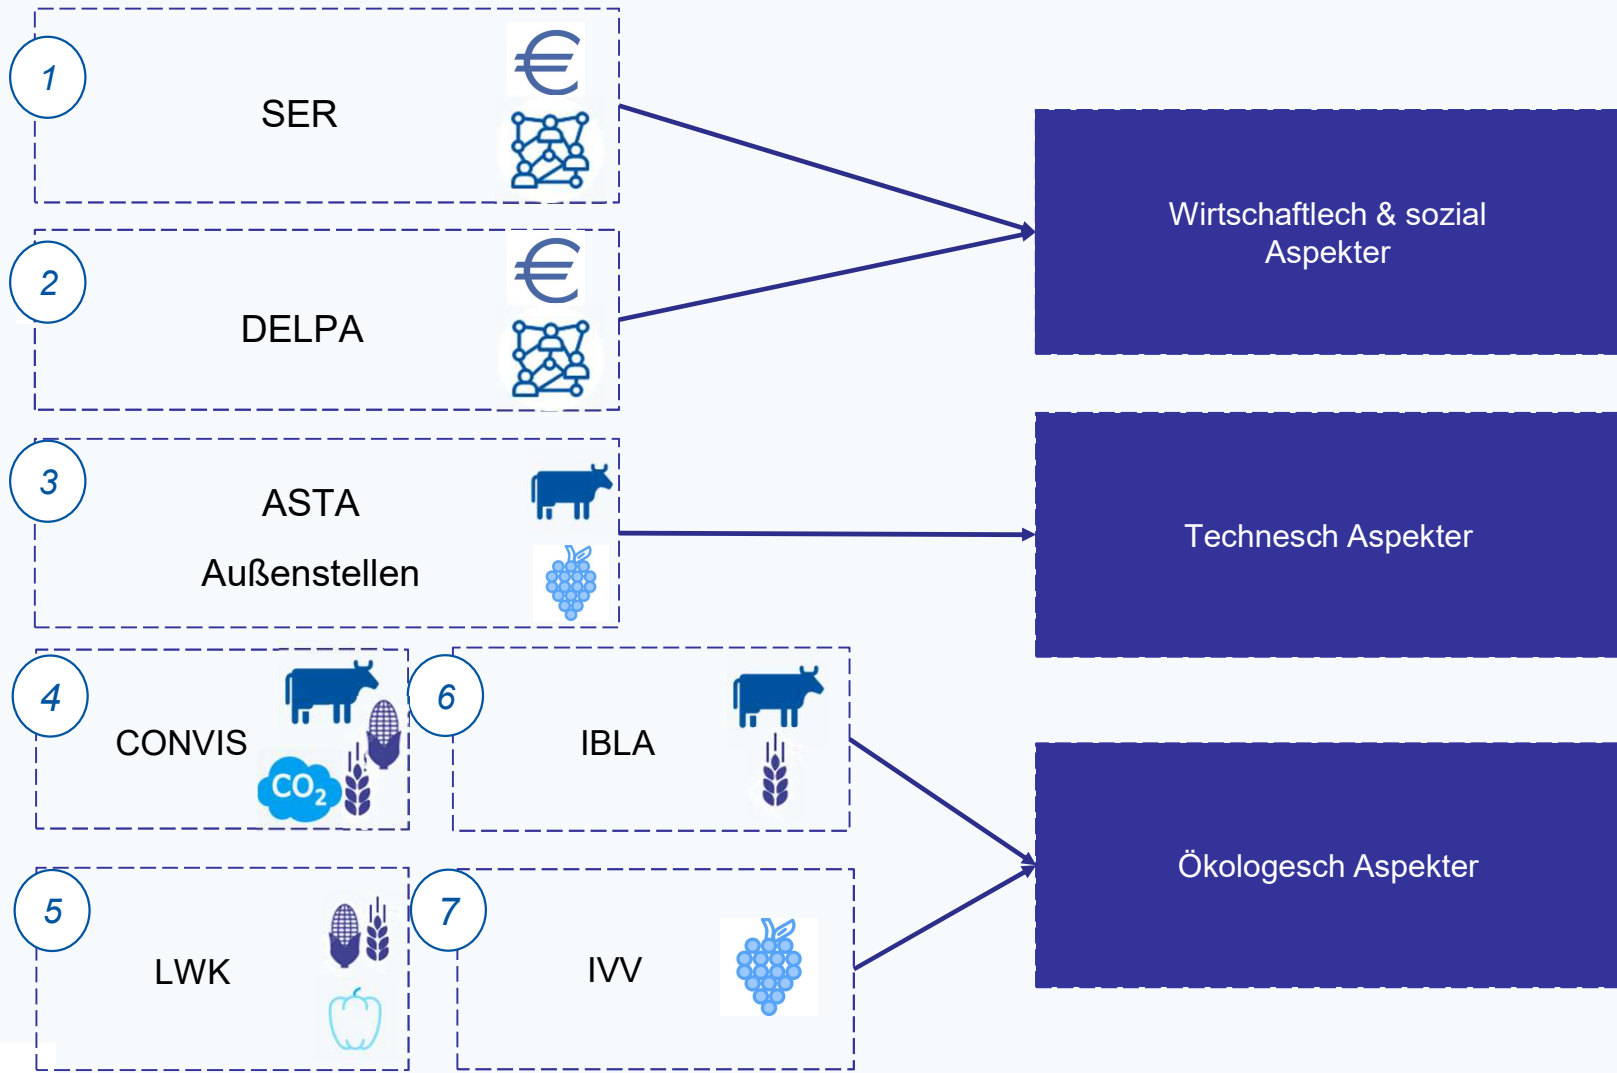 1
SER
2
DELPA
Wirtschaftlech & sozial
Aspekter
3
ASTA
Außenstellen
Technesch Aspekter
4
CONVIS
CO2
6
IBLA
5
LWK
7
IVV
Ökologesch Aspekter